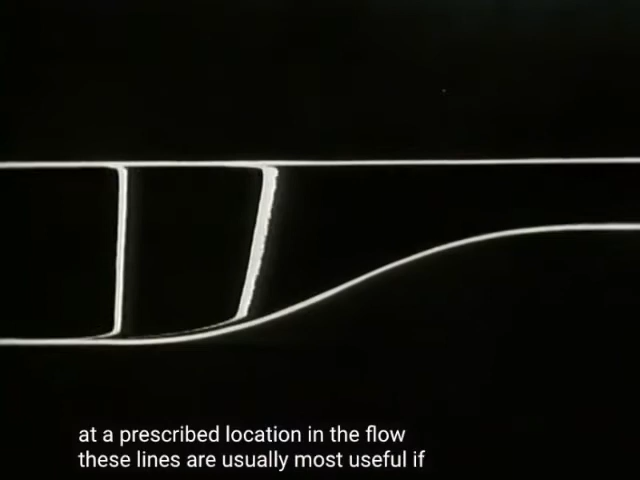 at a prescribed location in the flow
these lines are usually most useful if